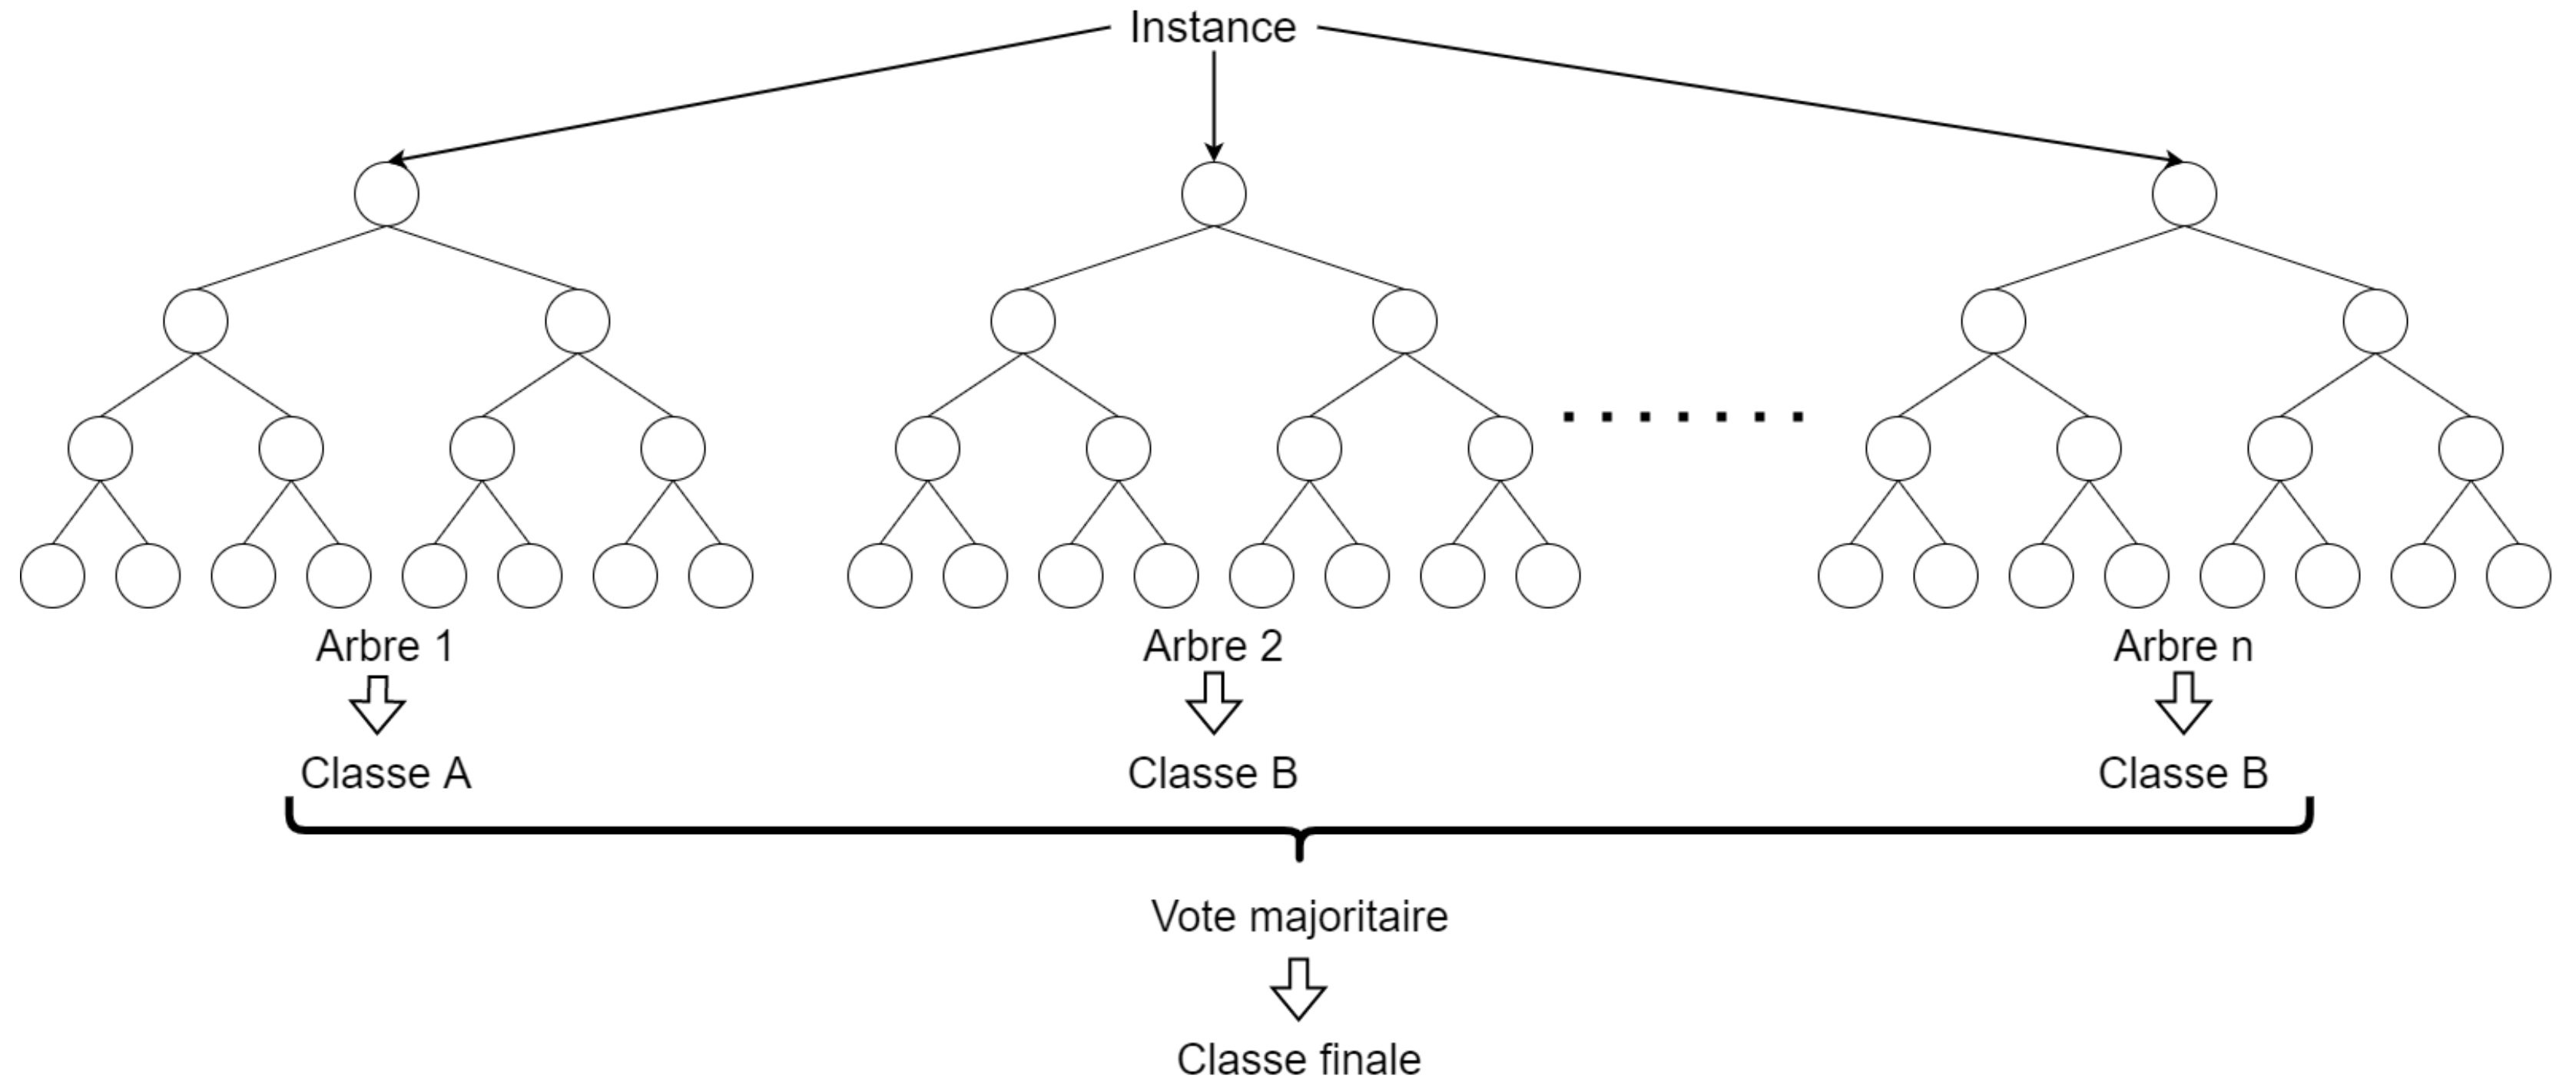 Instance
Arbre 1
Arbre 2
Arbre n
Classe A
Classe B
Classe B
Vote majoritaire
Classe finale